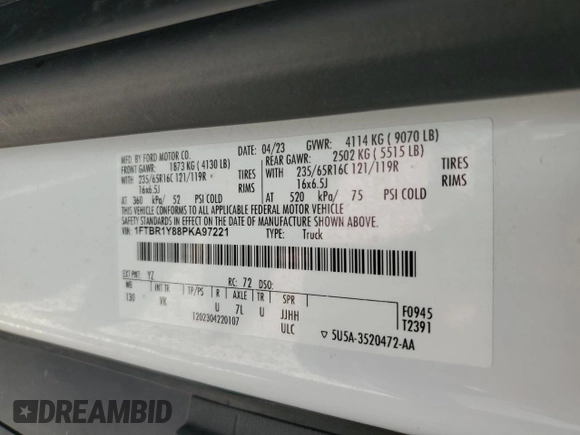 MFD. BY FORD MOTOR CO. 04/23 GVWR: 4114 KG ( 9070 LB)
FRONT GAWR: 1873 KG ( 4130 LB) REAR GAWR: 2502 KG ( 5515 LB)
WITH 235/65R16C 121/119R TIRES WITH 235/65R16C 121/119R TIRES
16x6.5J RIMS 16x6.5J RIMS
AT 360 kPa/ 52 PSI COLD AT 520 kPa/ 75 PSI COLD
THIS VEHICLE CONFORMS TO ALL APPLICABLE FEDERAL MOTOR VEHICLE
SAFETY STANDARDS IN EFFECT ON THE DATE OF MANUFACTURE SHOWN ABOVE.
VIN: 1FTBR1Y88PKA97221 TYPE: Truck
EXT PNT: YZ RC: 72 DSO:
WB INT TR TP/PS R AXLE TR SPR
130 VK U 7L U JJHH F0945
1202304220107 ULC T2391
5U5A-3520472-AA
DREAMBID